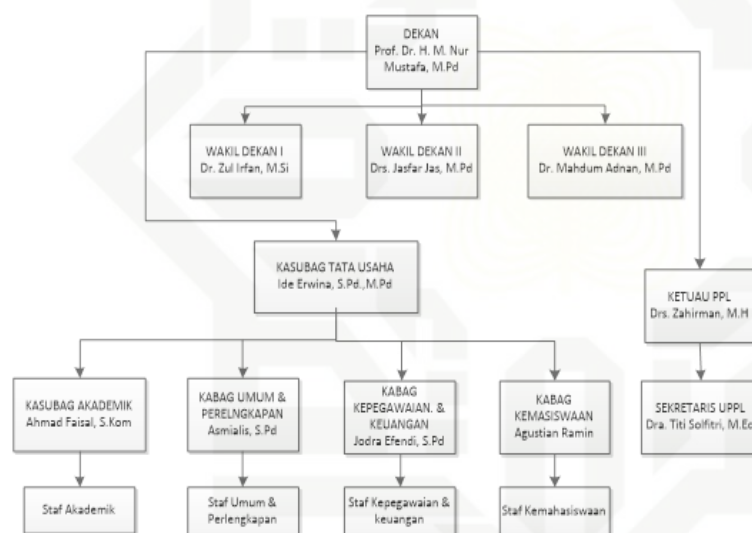 DEKAN
Prof. Dr. H. M. Nur
Mustafa, M.Pd
WAKIL DEKAN I
Dr. Zul Irfan, M.Si
WAKIL DEKAN II
Drs. Jasfar Jas, M.Pd
WAKIL DEKAN III
Dr. Mahdum Adnan, M.Pd
KASUBAG TATA USAHA
Ide Erwina, S.Pd.,M.Pd
KETUAU PPL
Drs. Zahirman, M.H
KASUBAG AKADEMIK
Ahmad Faisal, S.Kom
KABAG UMUM &
PERELNGKAPAN
Asmialis, S.Pd
KABAG
KEPEGAWAIAN. &
KEUANGAN
Jodra Efendi, S.Pd
KABAG
KEMASISWAAN
Agustian Ramin
SEKRETARIS UPPL
Dra. Titi Solfitri, M.Ed
Staf Akademik
Staf Umum &
Perlengkapan
Staf Kepegawaian &
keuangan
Staf Kemahasiswaan